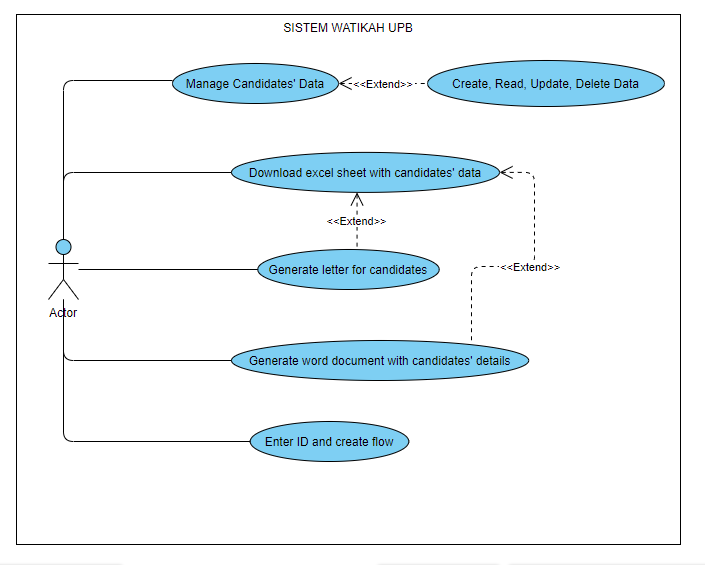 SISTEM WATIKAH UPB
Manage Candidates' Data
<<Extend>>
Create, Read, Update, Delete Data
Download excel sheet with candidates' data
<<Extend>>
Generate letter for candidates
<<Extend>>
Actor
Generate word document with candidates' details
Enter ID and create flow